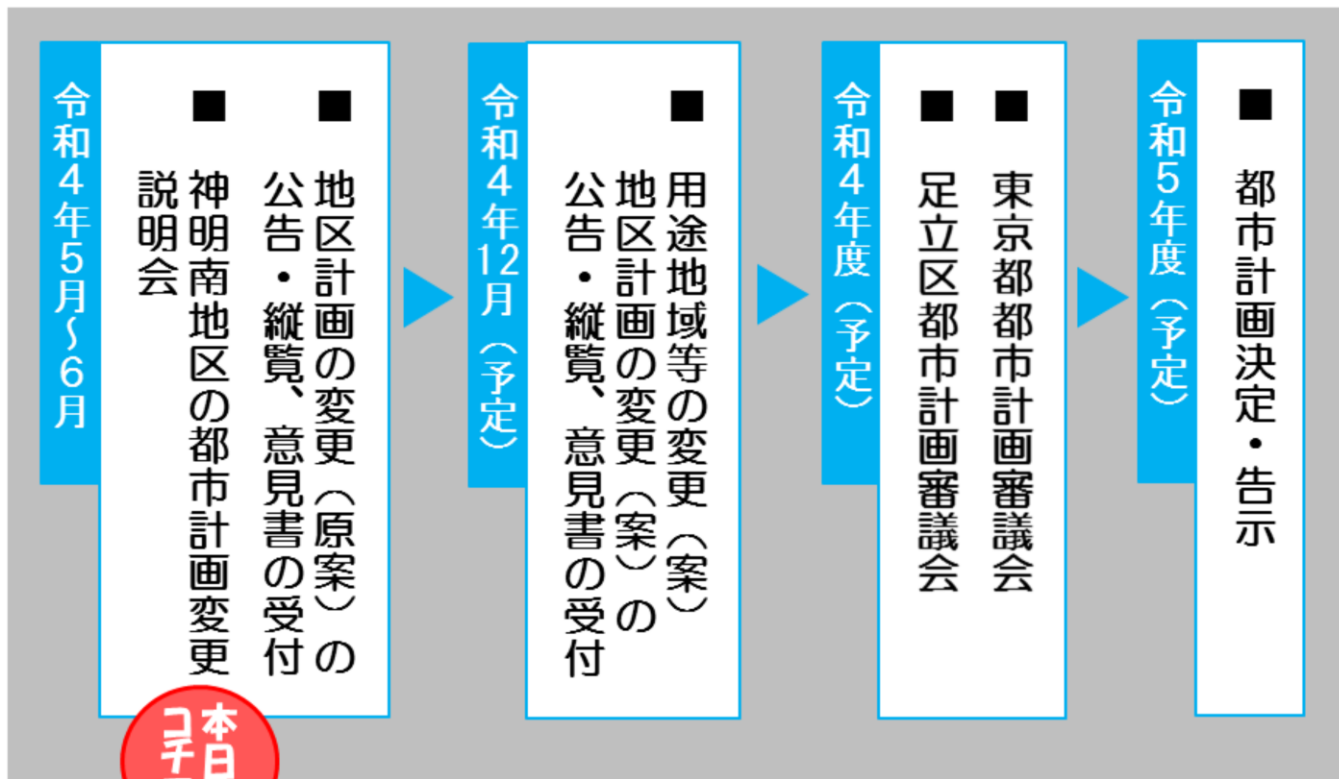 令和4年5月～6月
■ 地区計画の変更（原案）の
公告・縦覧、意見書の受付
■ 神明南地区の都市計画変更
説明会
本日
コチ
令和4年12月（予定）
■ 用途地域等の変更（案）
地区計画の変更（案）の
公告・縦覧、意見書の受付
令和4年度（予定）
■ 東京都都市計画審議会
■ 足立区都市計画審議会
令和5年度（予定）
■ 都市計画決定・告示